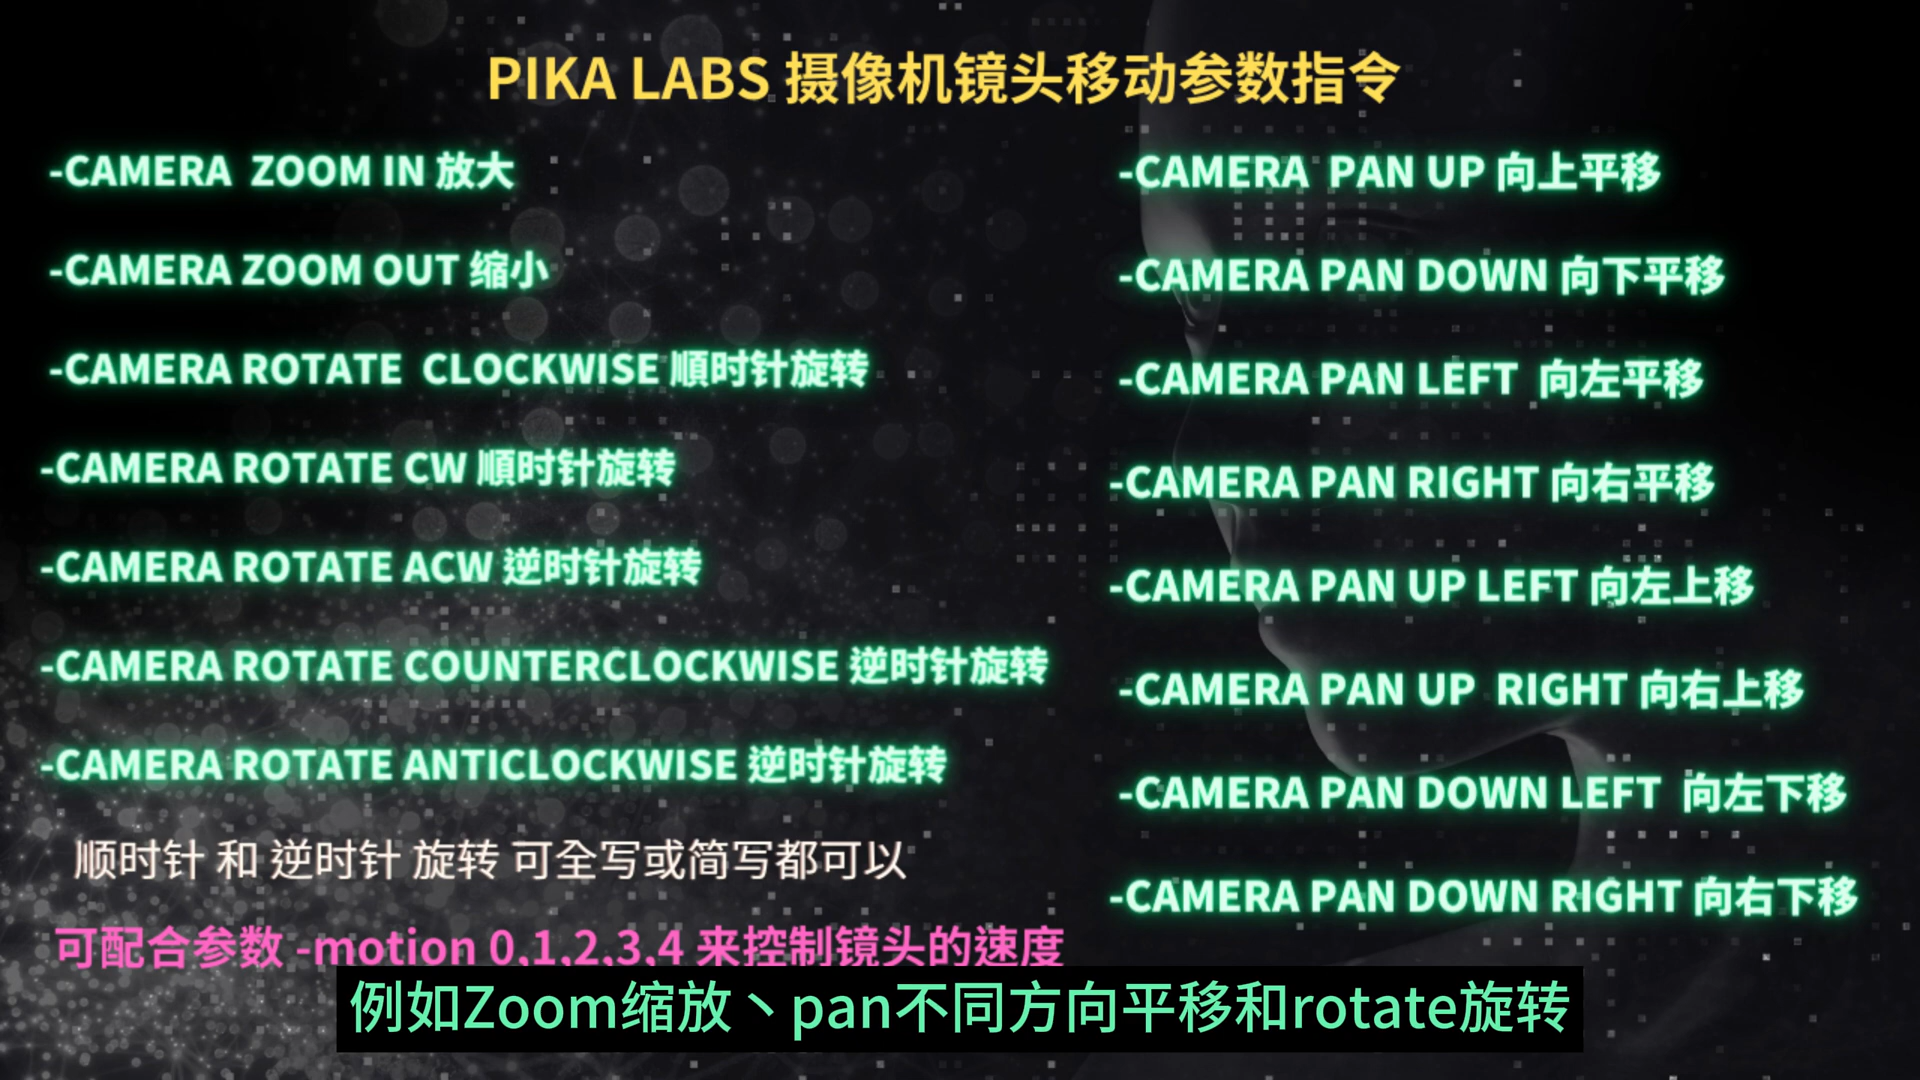 PIKA LABS 摄像机镜头移动参数指令
-CAMERA ZOOM IN 放大
-CAMERA ZOOM OUT 缩小
-CAMERA ROTATE CLOCKWISE 順时针旋转
-CAMERA ROTATE CW 順时针旋转
-CAMERA ROTATE ACW 逆时针旋转
-CAMERA ROTATE COUNTERCLOCKWISE 逆时针旋转
-CAMERA ROTATE ANTICLOCKWISE 逆时针旋转
顺时针 和 逆时针 旋转 可全写或简写都可以
可配合参数 -motion 0,1,2,3,4 来控制镜头的速度
-CAMERA PAN UP 向上平移
-CAMERA PAN DOWN 向下平移
-CAMERA PAN LEFT 向左平移
-CAMERA PAN RIGHT 向右平移
-CAMERA PAN UP LEFT 向左上移
-CAMERA PAN UP RIGHT 向右上移
-CAMERA PAN DOWN LEFT 向左下移
-CAMERA PAN DOWN RIGHT 向右下移
例如Zoom缩放丶pan不同方向平移和rotate旋转